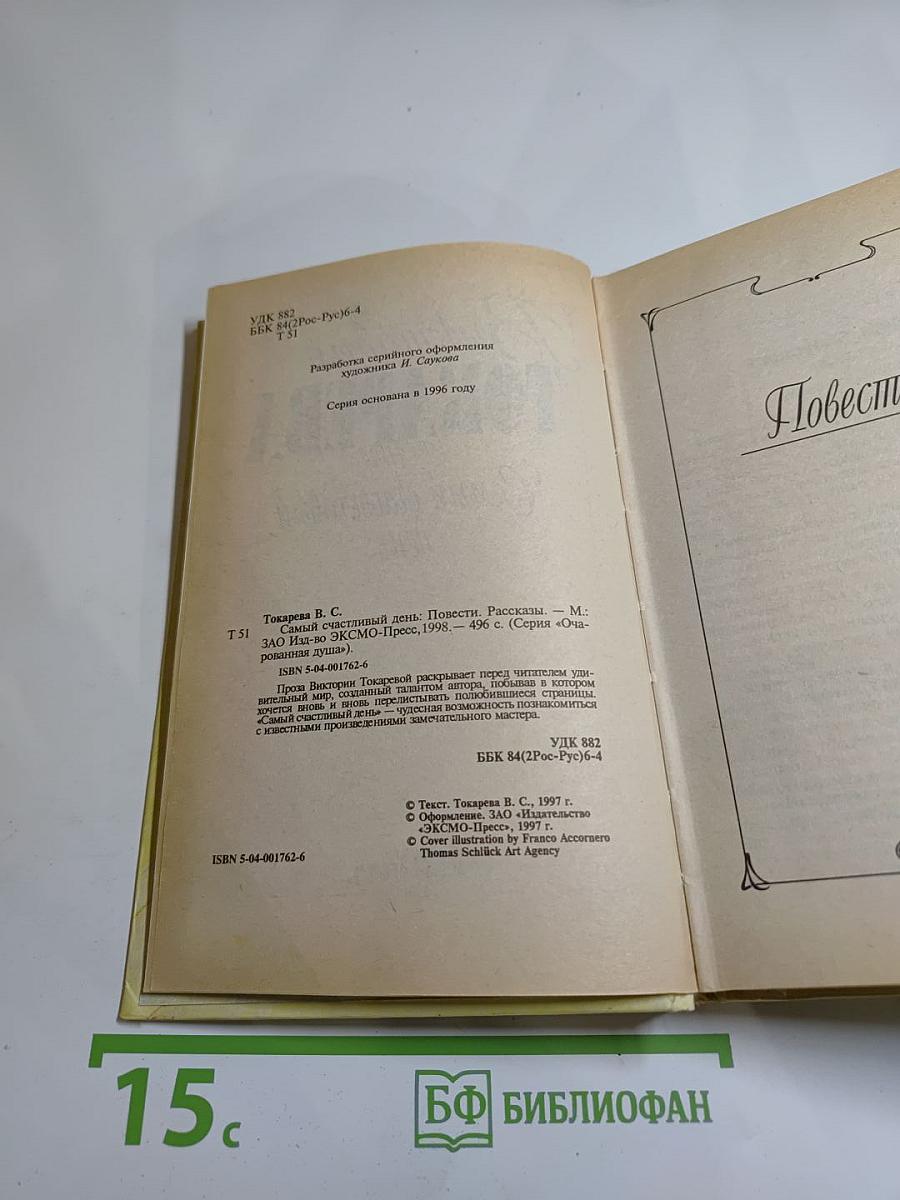 УДК 882
ББК 84(2Рос-Рус)6-4
Т 51
Разработка серийного оформления
художника И. Саукова
Серия основана в 1996 году
Токарева В. С.
Т 51 Самый счастливый день: Повести. Рассказы. — М.:
ЗАО Изд-во ЭКСМО-Пресс, 1998. — 496 с. (Серия «Оча-
рованная душа»).
ISBN 5-04-001762-6
Проза Виктории Токаревой раскрывает перед читателем уди-
вительный мир, созданный талантом автора, побывав в котором
хочется вновь и вновь перелистывать полюбившиеся страницы.
«Самый счастливый день» — чудесная возможность познакомиться
с известными произведениями замечательного мастера.
УДК 882
ББК 84(2Рос-Рус)6-4
© Текст. Токарева В. С., 1997 г.
© Оформление. ЗАО «Издательство
«ЭКСМО-Пресс», 1997 г.
© Cover illustration by Franco Accornero
Thomas Schlück Art Agency
ISBN 5-04-001762-6
Повест
15 с
БФ БИБЛИОФАН